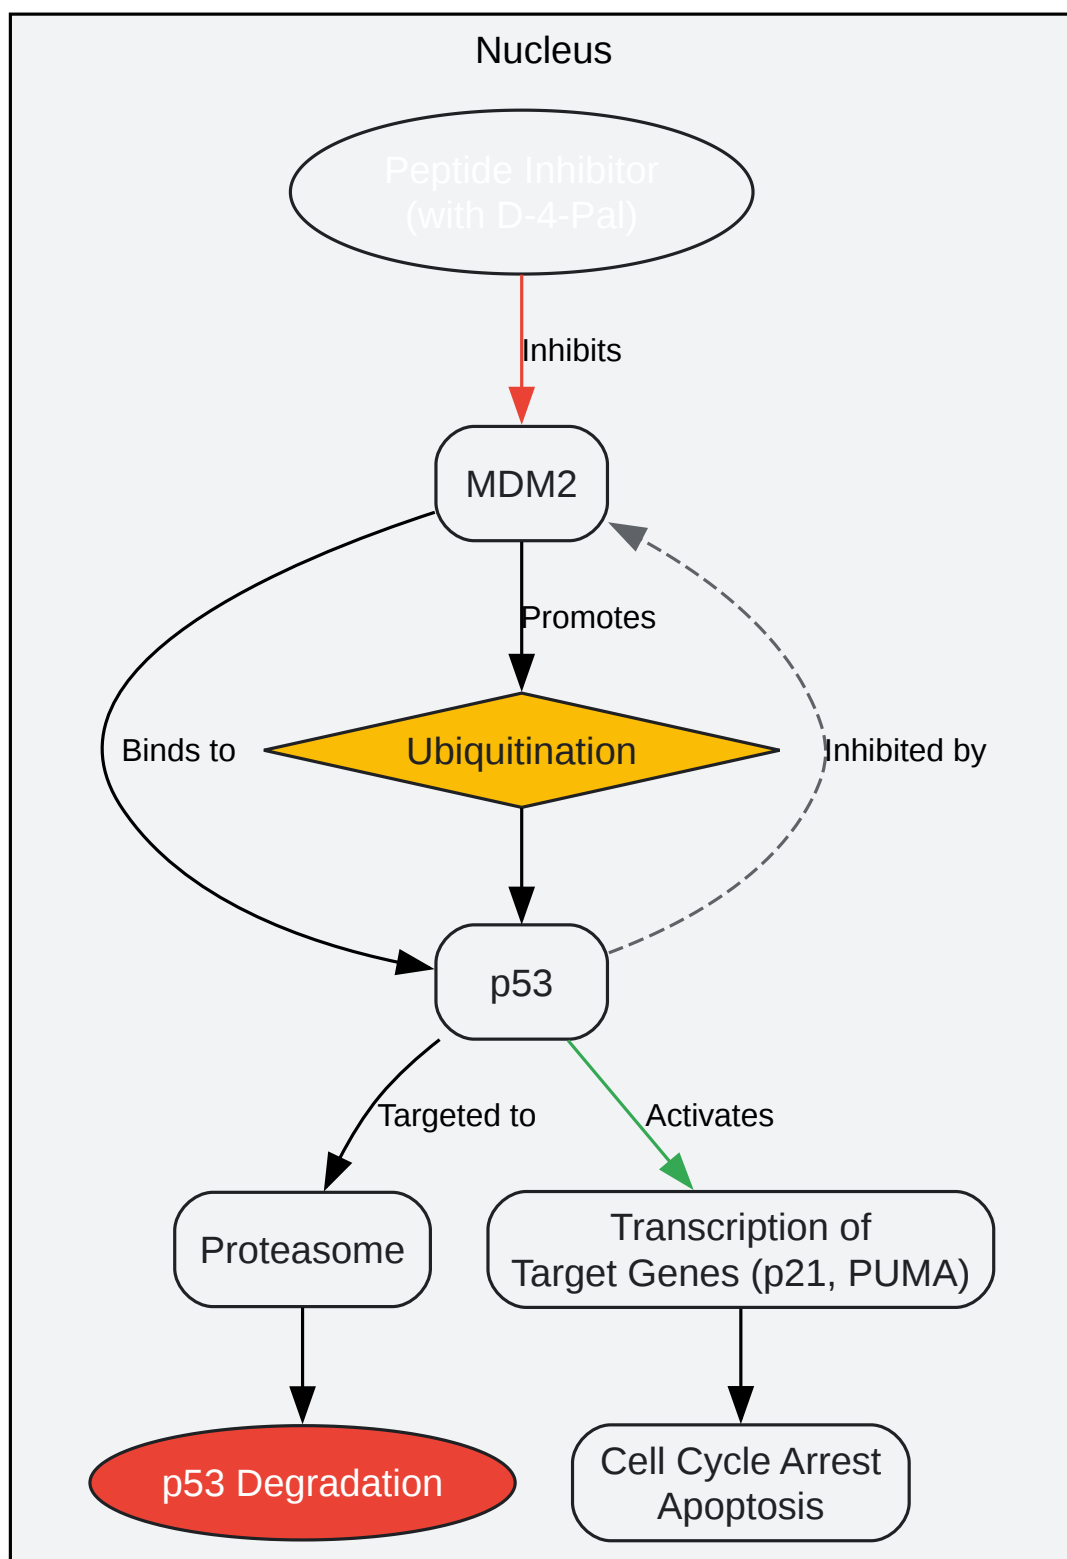 Nucleus
Peptide Inhibitor
(with D-4-Pal)
Inhibits
MDM2
Promotes
Binds to
Ubiquitination
Inhibited by
p53
Targeted to
Activates
Proteasome
Transcription of
Target Genes (p21, PUMA)
p53 Degradation
Cell Cycle Arrest
Apoptosis